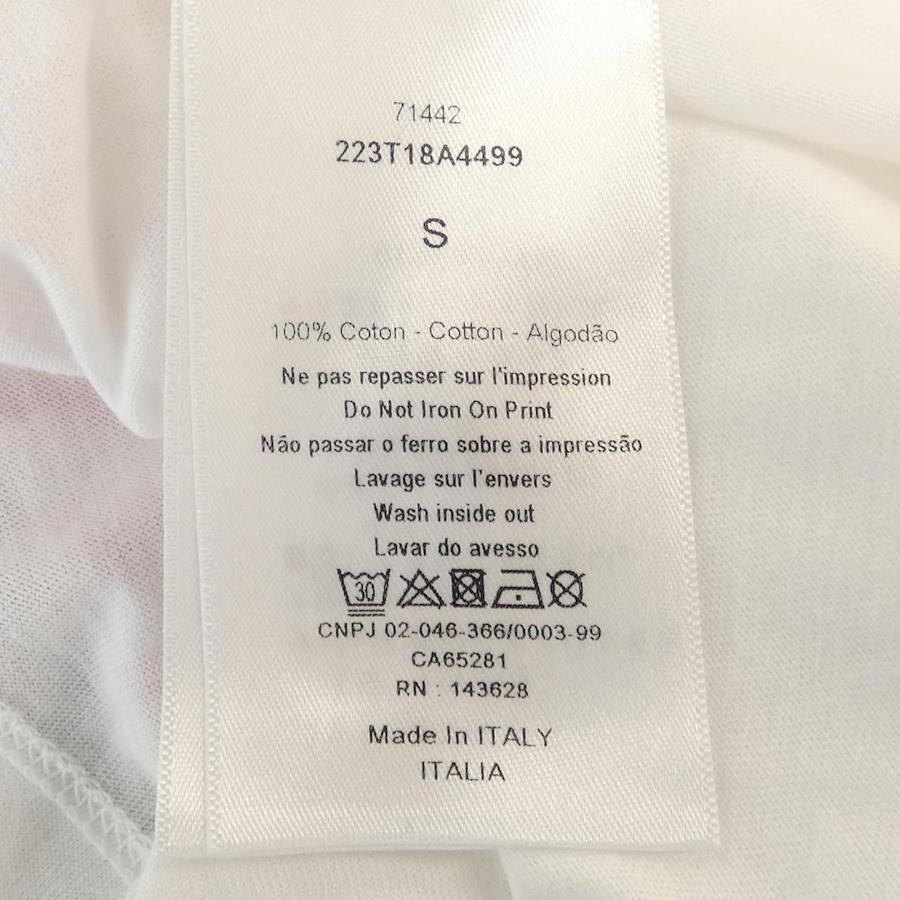 71442
223T18A4499
S
100% Coton - Cotton - Algodão
Ne pas repasser sur l'impression
Do Not Iron On Print
Não passar o ferro sobre a impressão
Lavage sur l'envers
Wash inside out
Lavar do avesso
30
CNPJ 02-046-366/0003-99
CA65281
RN : 143628
Made In ITALY
ITALIA